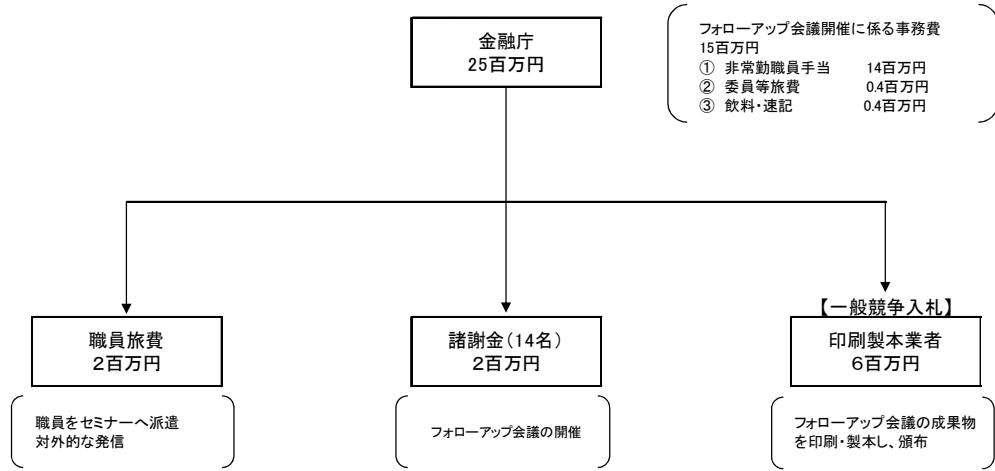 金融庁
25百万円
フォローアップ会議開催に係る事務費
15百万円
① 非常勤職員手当 14百万円
② 委員等旅費 0.4百万円
③ 飲料・速記 0.4百万円
職員旅費
２百万円
職員をセミナーへ派遣
対外的な発信
諸謝金（14名）
２百万円
フォローアップ会議の開催
【一般競争入札】
印刷製本業者
６百万円
フォローアップ会議の成果物
を印刷・製本し、頒布